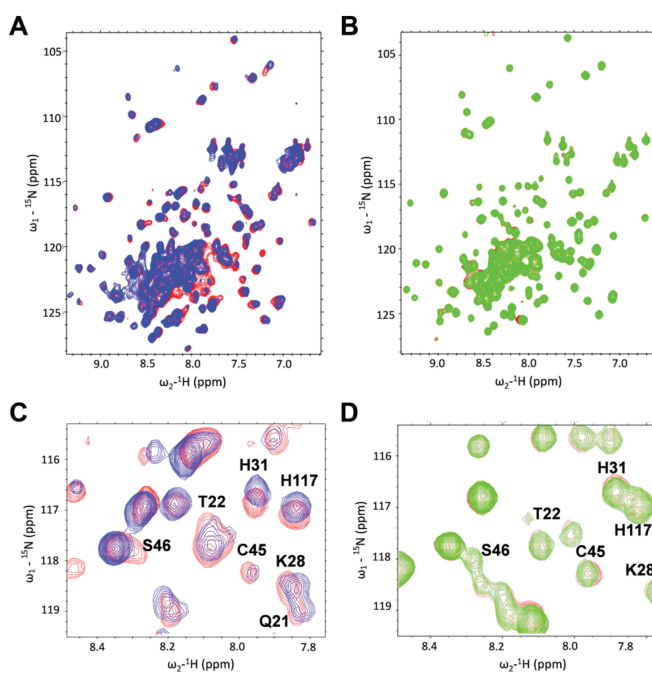 A
B
105
110
115
120
125
ω₁ - ¹⁵N (ppm)
9.0 8.5 8.0 7.5 7.0
ω₂-¹H (ppm)
105
110
115
120
125
ω₁ - ¹⁵N (ppm)
9.0 8.5 8.0 7.5 7.0
ω₂-¹H (ppm)
C
D
116
117
118
119
ω₁ - ¹⁵N (ppm)
H31
H117
T22
S46
C45
K28
Q21
8.4 8.2 8.0 7.8
ω₂-¹H (ppm)
116
117
118
119
ω₁ - ¹⁵N (ppm)
H31
T22
H117
S46
C45
K28
8.6 8.4 8.2 8.0 7.8
ω₂-¹H (ppm)